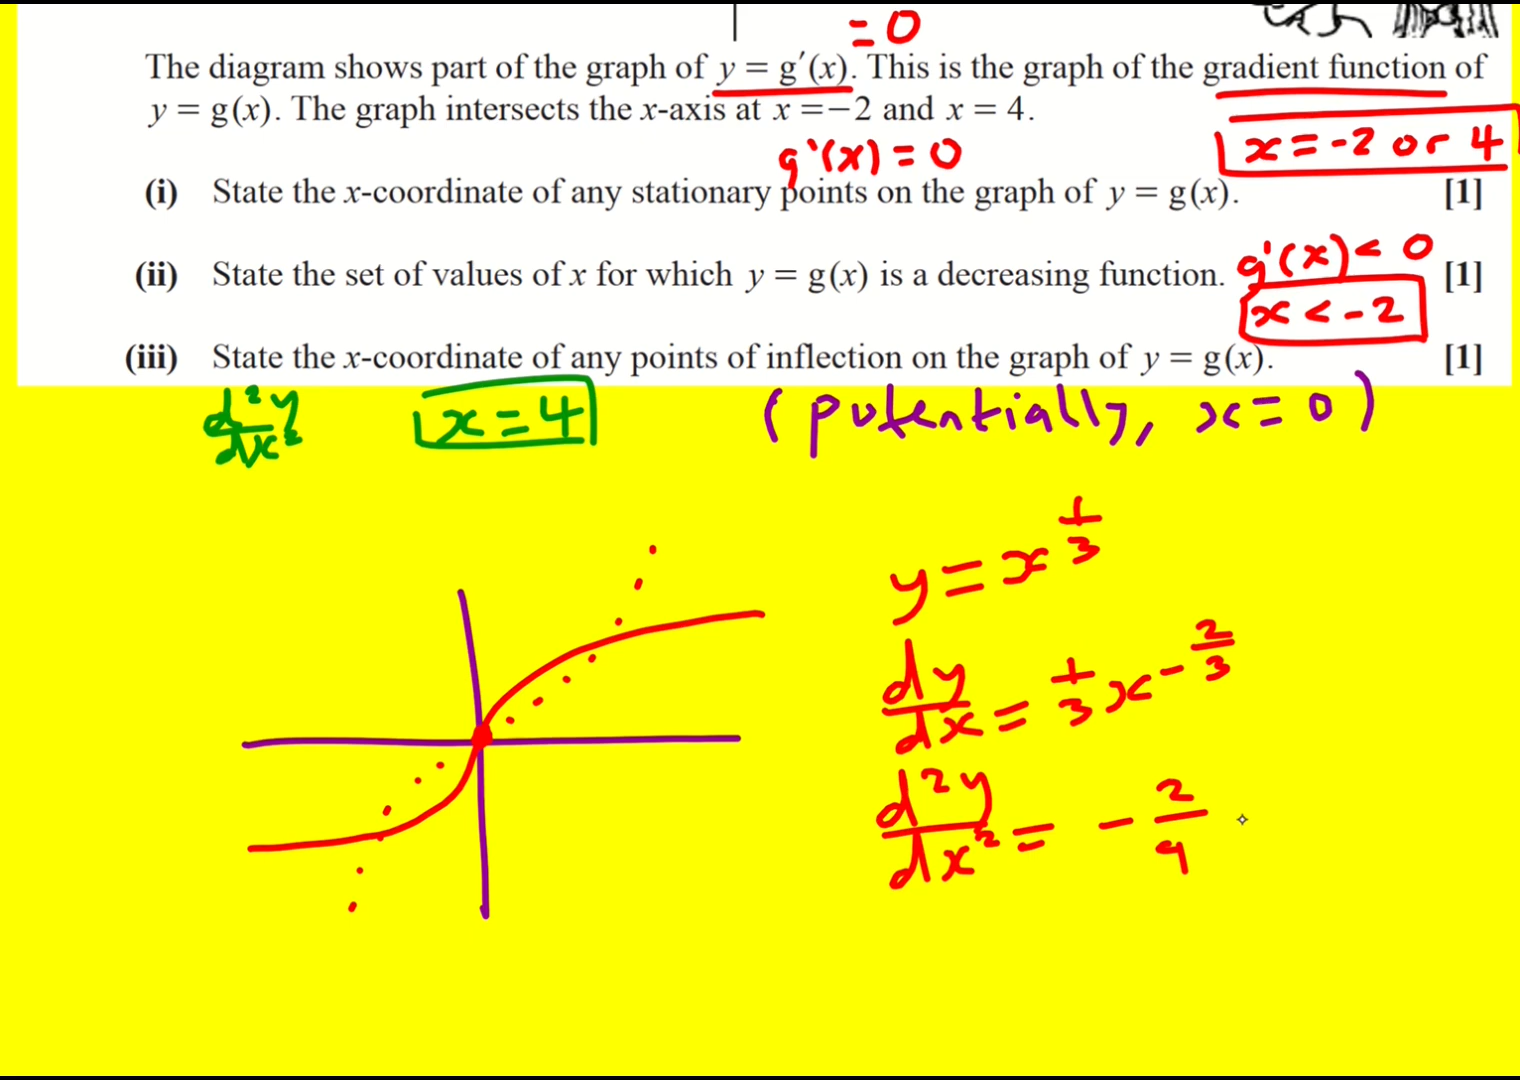 = 0
The diagram shows part of the graph of y = g′(x). This is the graph of the gradient function of
y = g(x). The graph intersects the x-axis at x =−2 and x = 4.
g'(x) = 0
x = -2 or 4
(i) State the x-coordinate of any stationary points on the graph of y = g(x). [1]
(ii) State the set of values of x for which y = g(x) is a decreasing function. [1]
g'(x) < 0
x < -2
(iii) State the x-coordinate of any points of inflection on the graph of y = g(x). [1]
d²y/dx² x = 4 (potentially, x = 0)
y = x^(1/3)
dy/dx = 1/3 x^(-2/3)
d²y/dx² = - 2/9